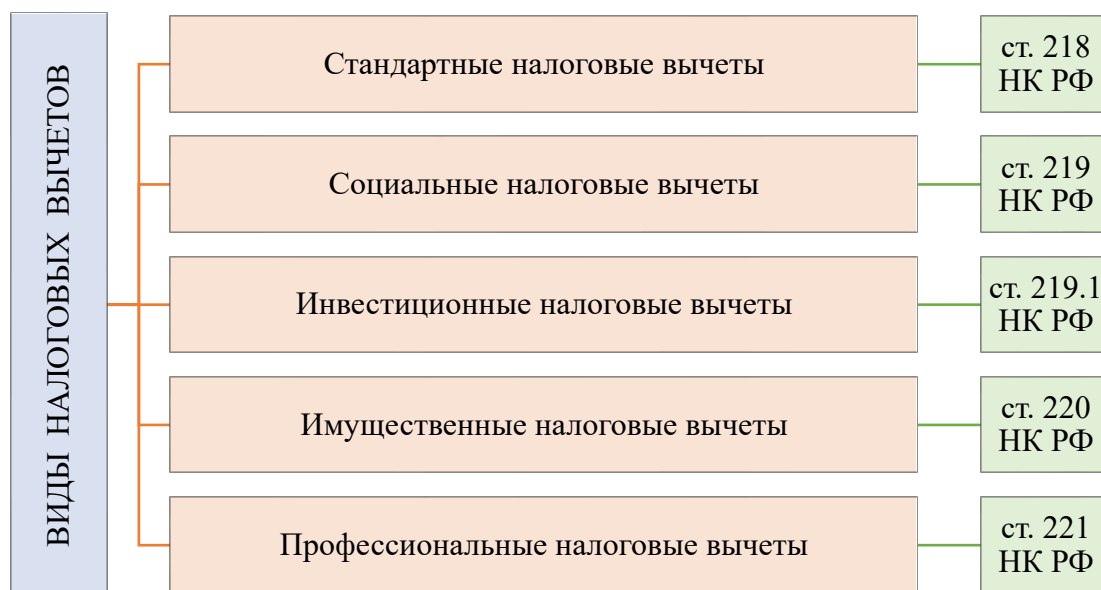 ВИДЫ НАЛОГОВЫХ ВЫЧЕТОВ
Стандартные налоговые вычеты
ст. 218
НК РФ
Социальные налоговые вычеты
ст. 219
НК РФ
Инвестиционные налоговые вычеты
ст. 219.1
НК РФ
Имущественные налоговые вычеты
ст. 220
НК РФ
Профессиональные налоговые вычеты
ст. 221
НК РФ